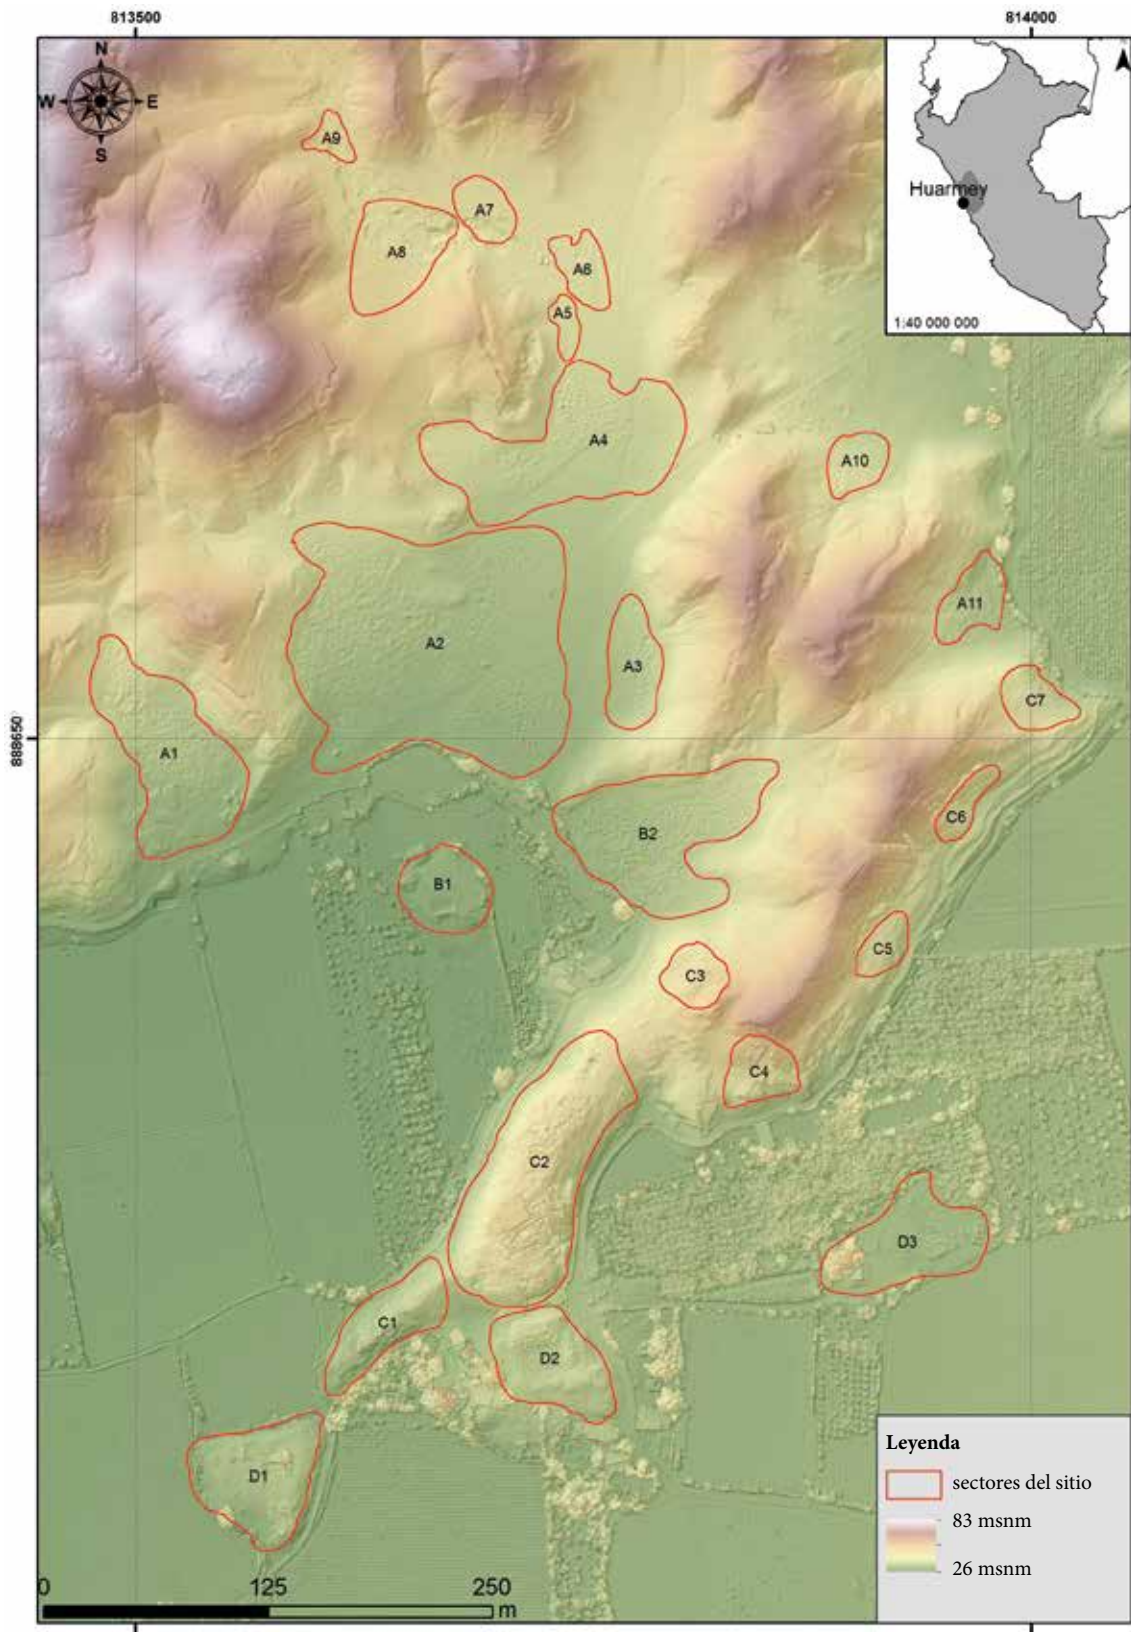 813500
814000
N
W
E
S
Huarmey
1:40 000 000
A9
A7
A8
A6
A5
A4
A10
A11
A2
A3
C7
A1
888650
C6
B2
B1
C5
C3
C4
C2
D3
C1
D2
D1
Leyenda
sectores del sitio
83 msnm
26 msnm
0 125 250
m